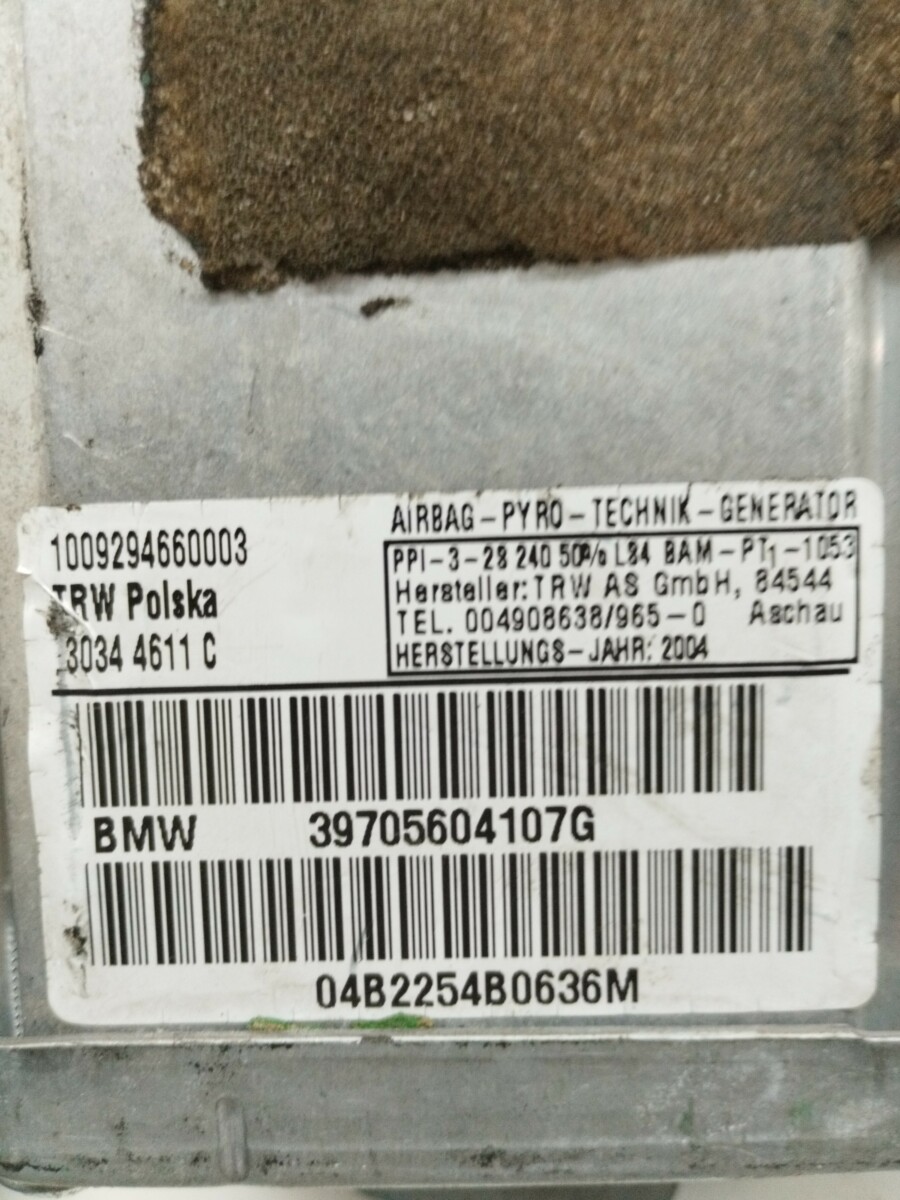 AIRBAG-PYRO-TECHNIK-GENERATOR
1009294660003
TRW Polska
3034 4611 C
PPI-3-28 240 50% L84 BAM-PT1-1053
Hersteller: TRW AS GmbH, 84544
TEL. 004908638/965-0 Aschau
HERSTELLUNGS-JAHR: 2004
BMW 39705604107G
04B2254B0636M